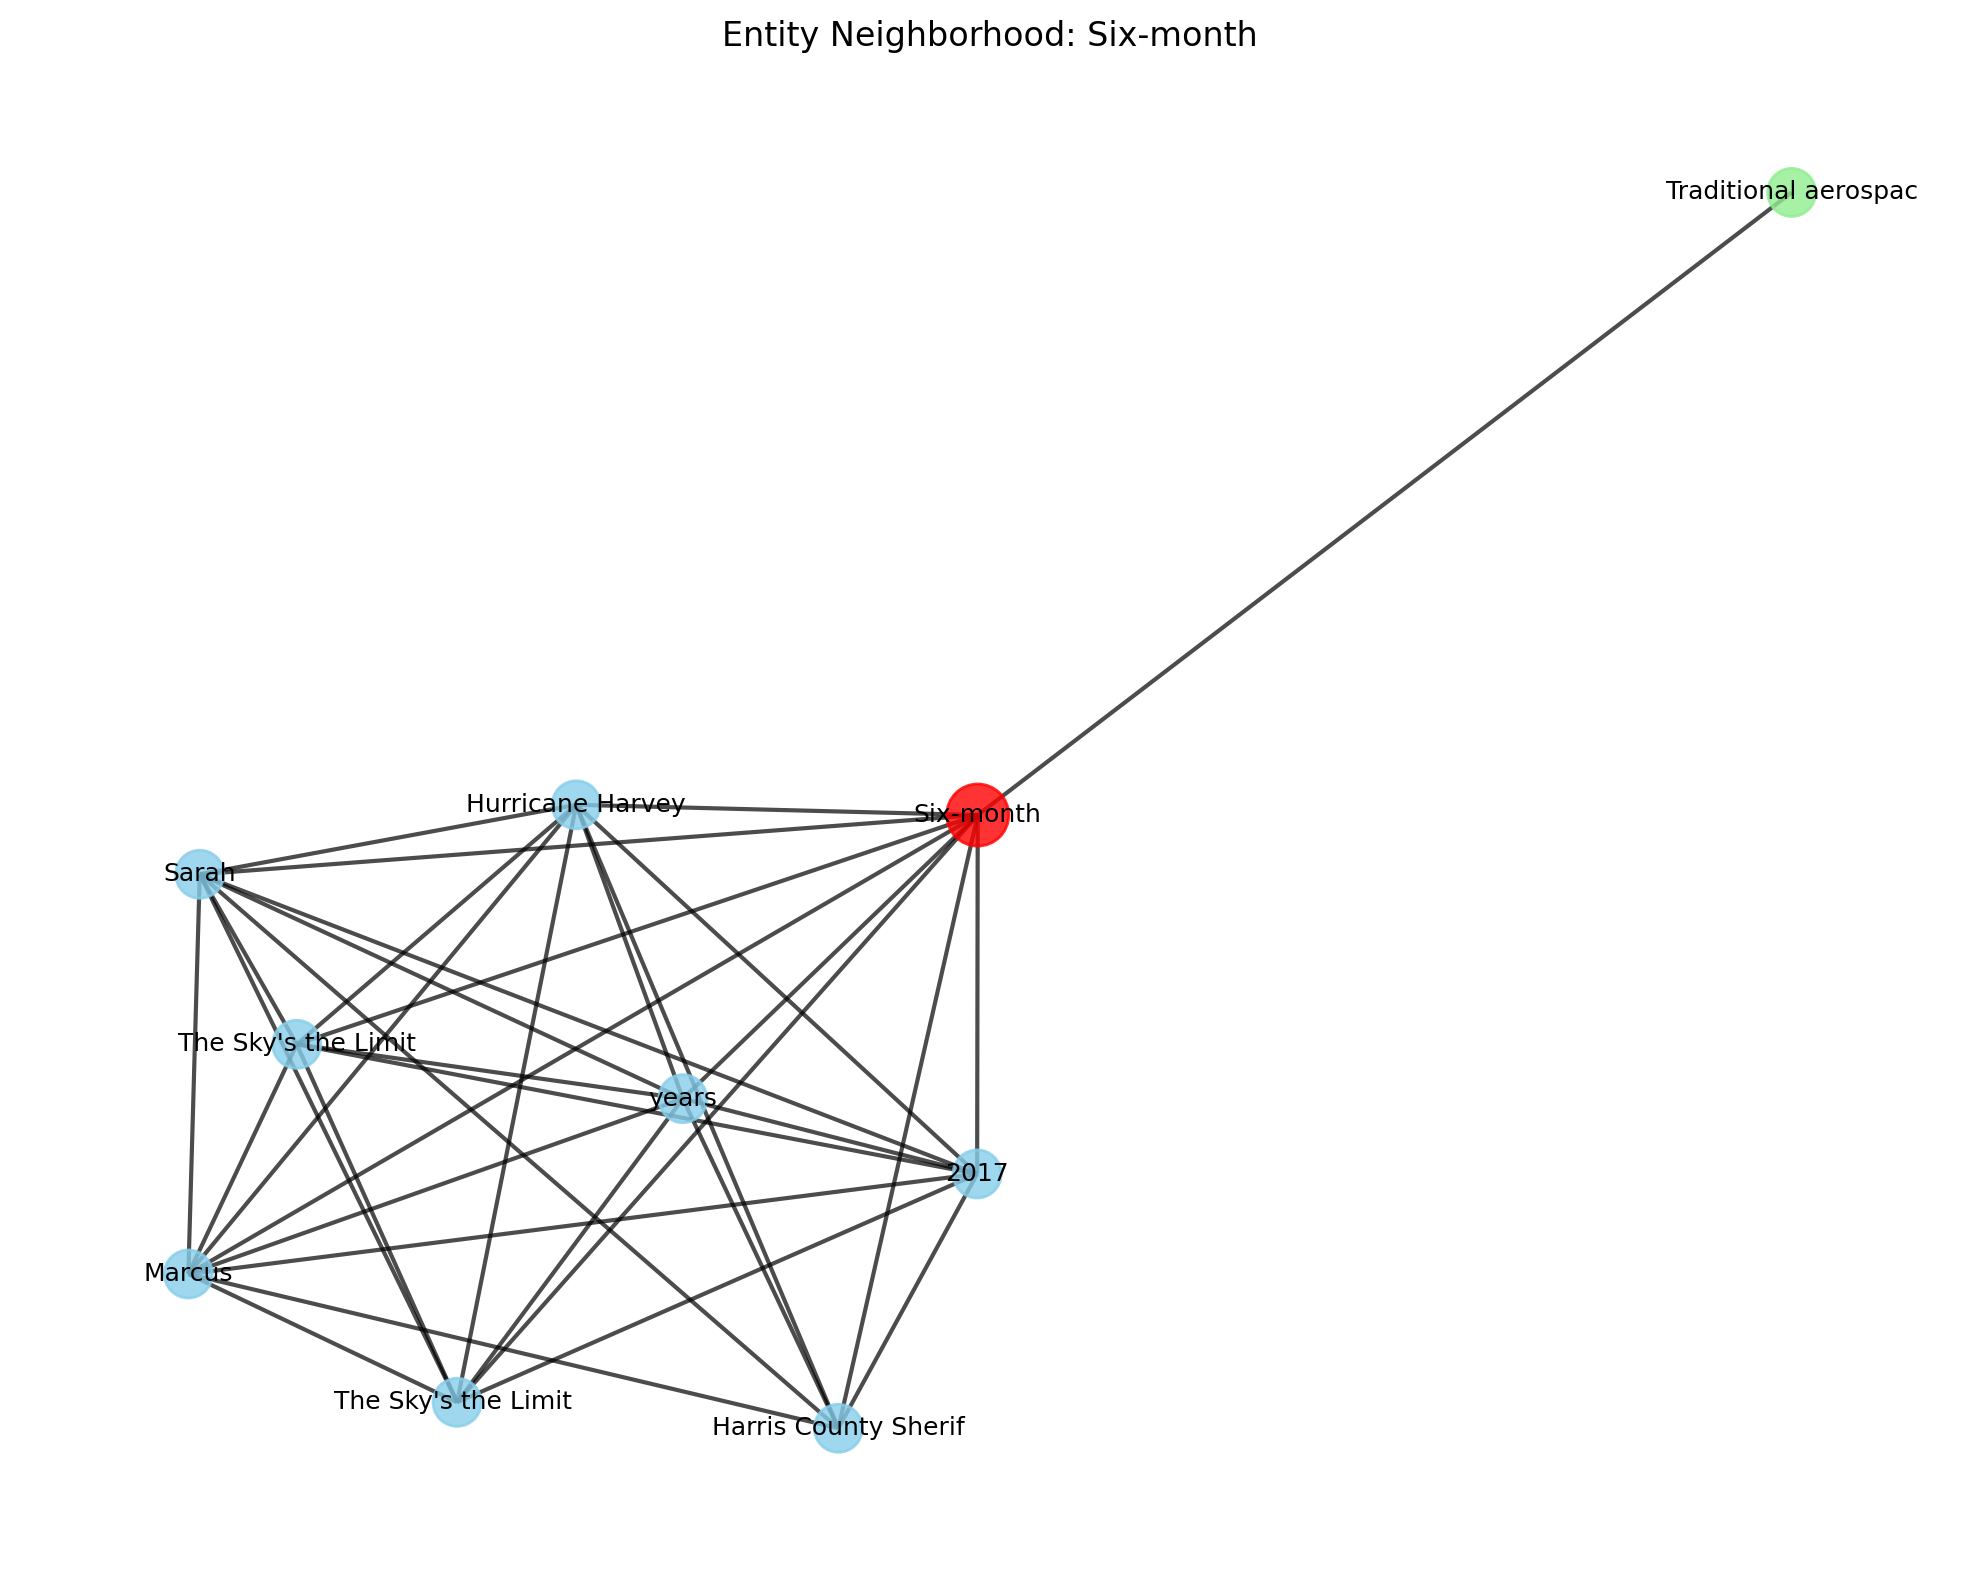 Entity Neighborhood: Six-month
Traditional aerospac
Hurricane Harvey
Six-month
Sarah
The Sky's the Limit
years
2017
Marcus
The Sky's the Limit
Harris County Sherif